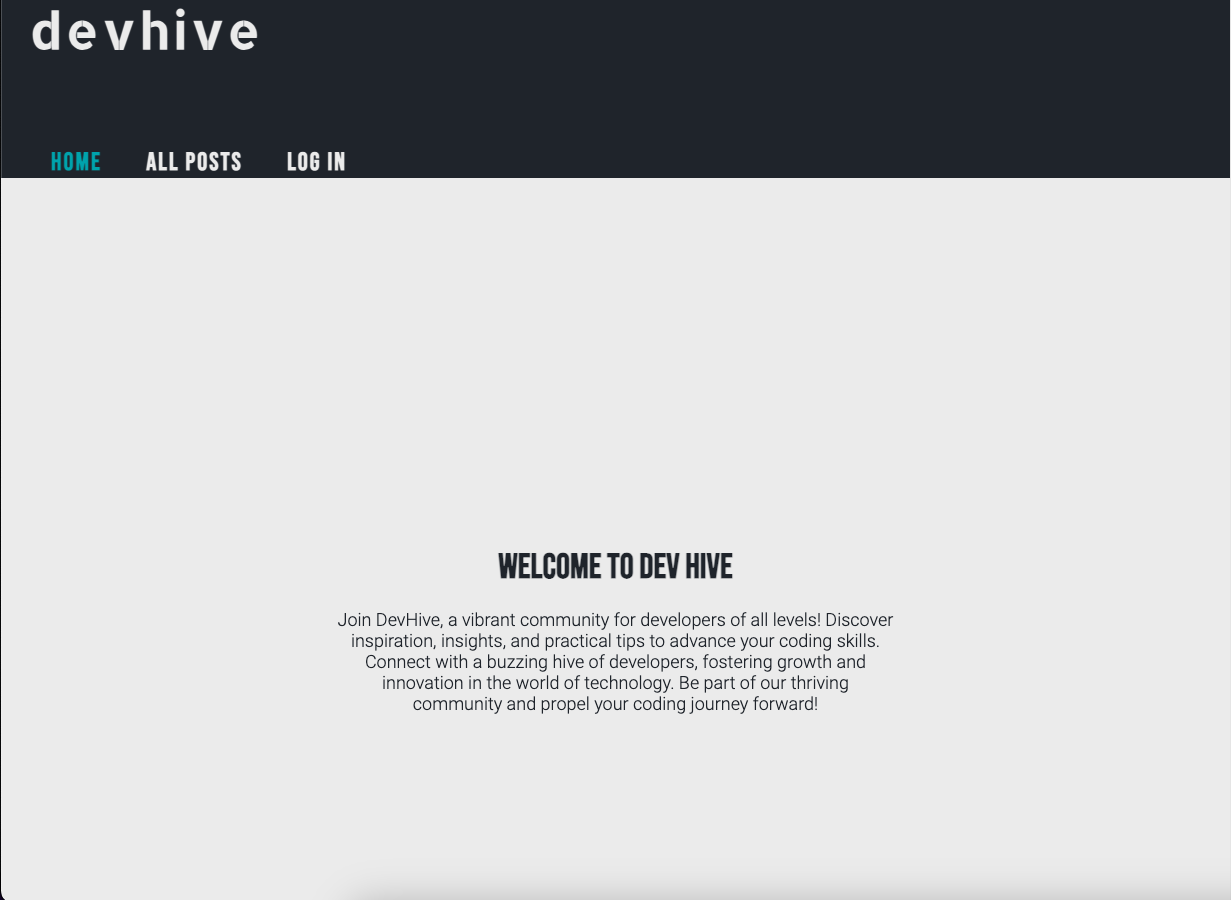 devhive
HOME ALL POSTS LOG IN
WELCOME TO DEV HIVE
Join DevHive, a vibrant community for developers of all levels! Discover
inspiration, insights, and practical tips to advance your coding skills.
Connect with a buzzing hive of developers, fostering growth and
innovation in the world of technology. Be part of our thriving
community and propel your coding journey forward!